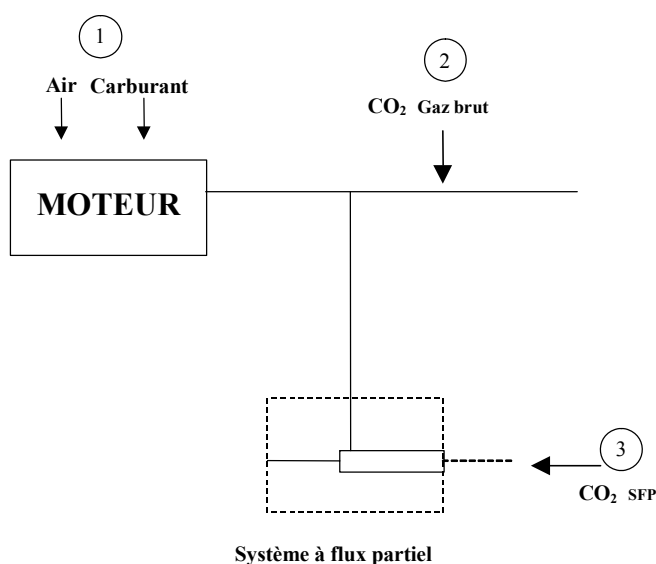 1
Air Carburant
2
CO₂ Gaz brut
MOTEUR
3
CO₂ SFP
Système à flux partiel